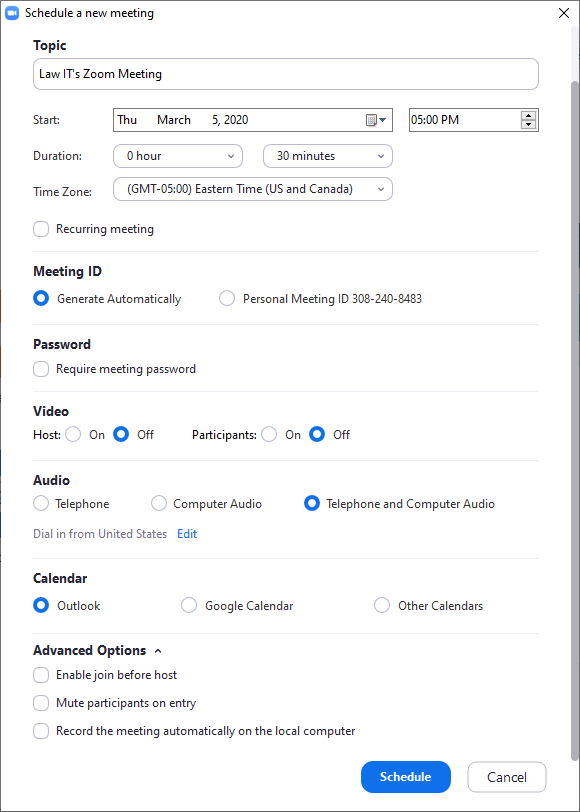 Schedule a new meeting
Topic
Law IT's Zoom Meeting
Start: Thu March 5, 2020 05:00 PM
Duration: 0 hour 30 minutes
Time Zone: (GMT-05:00) Eastern Time (US and Canada)
Recurring meeting
Meeting ID
Generate Automatically Personal Meeting ID 308-240-8483
Password
Require meeting password
Video
Host: On Off Participants: On Off
Audio
Telephone Computer Audio Telephone and Computer Audio
Dial in from United States Edit
Calendar
Outlook Google Calendar Other Calendars
Advanced Options
Enable join before host
Mute participants on entry
Record the meeting automatically on the local computer
Schedule Cancel